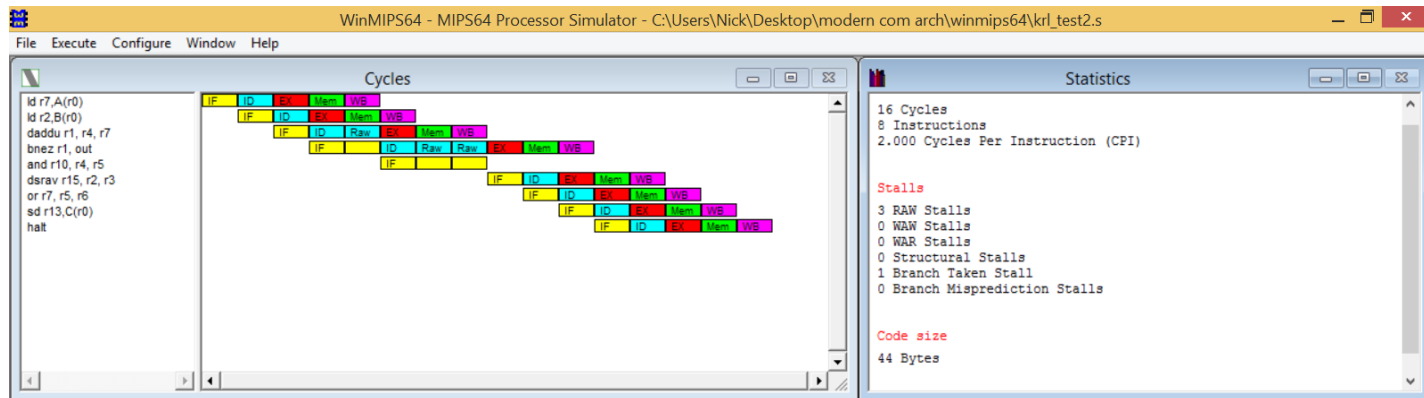 WinMIPS64 - MIPS64 Processor Simulator - C:\Users\Nick\Desktop\modern com arch\winmips64\krl_test2.s
File Execute Configure Window Help
Cycles
ld r7,A(r0)
ld r2,B(r0)
daddu r1, r4, r7
bnez r1, out
and r10, r4, r5
dsrav r15, r2, r3
or r7, r5, r6
sd r13,C(r0)
halt
IF ID EX Mem WB
IF ID EX Mem WB
IF ID Raw EX Mem WB
IF ID Raw Raw EX Mem WB
IF
IF ID EX Mem WB
IF ID EX Mem WB
IF ID EX Mem WB
IF ID EX Mem WB
Statistics
16 Cycles
8 Instructions
2.000 Cycles Per Instruction (CPI)
Stalls
3 RAW Stalls
0 WAW Stalls
0 WAR Stalls
0 Structural Stalls
1 Branch Taken Stall
0 Branch Misprediction Stalls
Code size
44 Bytes